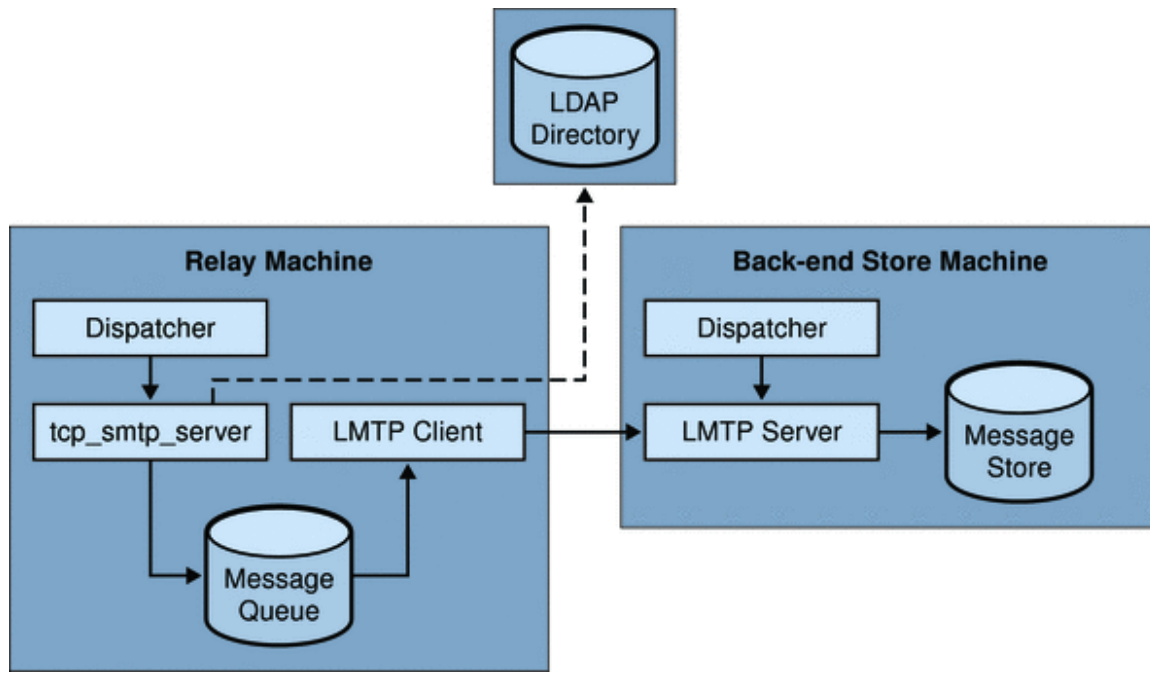 LDAP
Directory
Relay Machine
Dispatcher
tcp_smtp_server
LMTP Client
Message
Queue
Back-end Store Machine
Dispatcher
LMTP Server
Message
Store